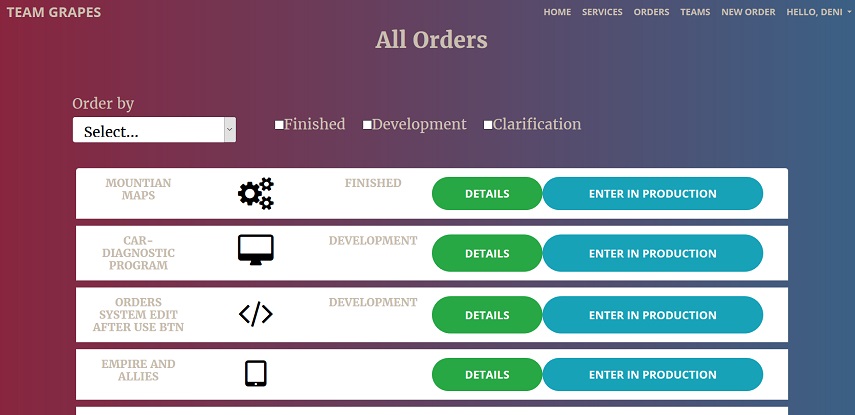 TEAM GRAPES
HOME SERVICES ORDERS TEAMS NEW ORDER HELLO, DENI
All Orders
Order by
Select...
Finished Development Clarification
MOUNTIAN
MAPS
FINISHED
DETAILS
ENTER IN PRODUCTION
CAR-
DIAGNOSTIC
PROGRAM
DEVELOPMENT
DETAILS
ENTER IN PRODUCTION
ORDERS
SYSTEM EDIT
AFTER USE BTN
</>
DEVELOPMENT
DETAILS
ENTER IN PRODUCTION
EMPIRE AND
ALLIES
DETAILS
ENTER IN PRODUCTION